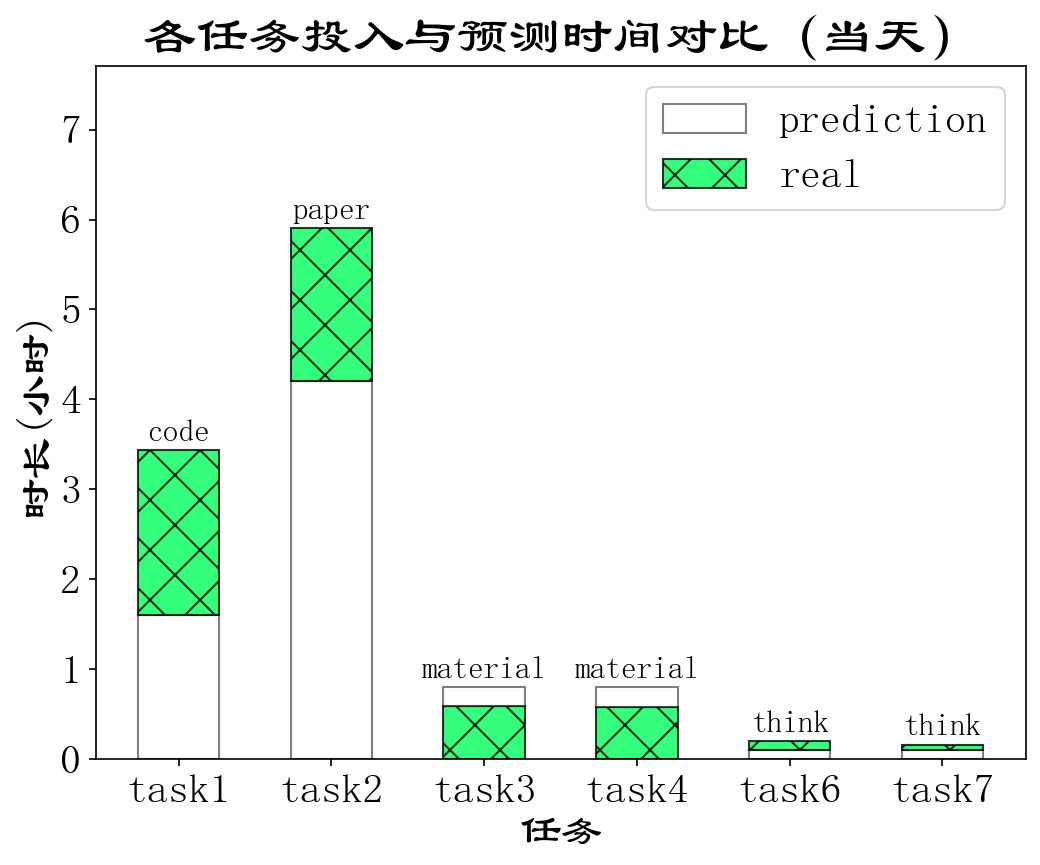 各任务投入与预测时间对比 (当天)
prediction
real
时长(小时)
7
6
5
4
3
2
1
0
paper
code
material
material
think
think
task1 task2 task3 task4 task6 task7
任务